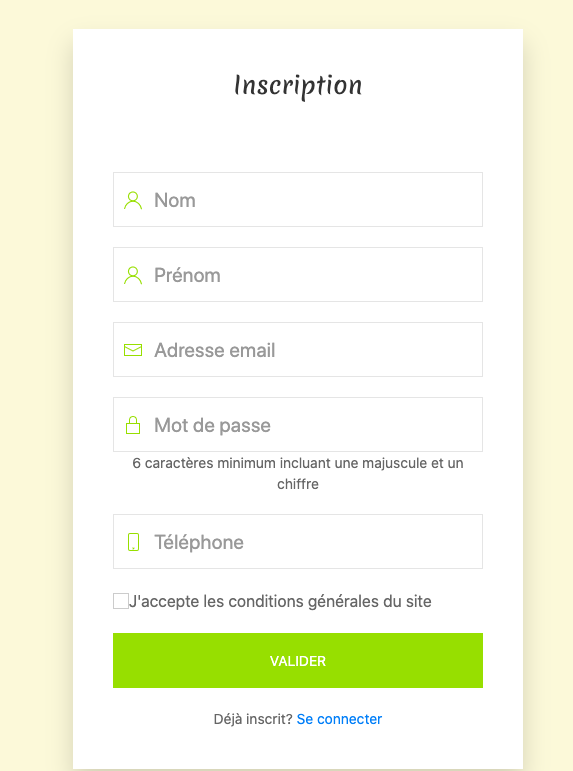 Inscription
Nom
Prénom
Adresse email
Mot de passe
6 caractères minimum incluant une majuscule et un
chiffre
Téléphone
J'accepte les conditions générales du site
VALIDER
Déjà inscrit? Se connecter